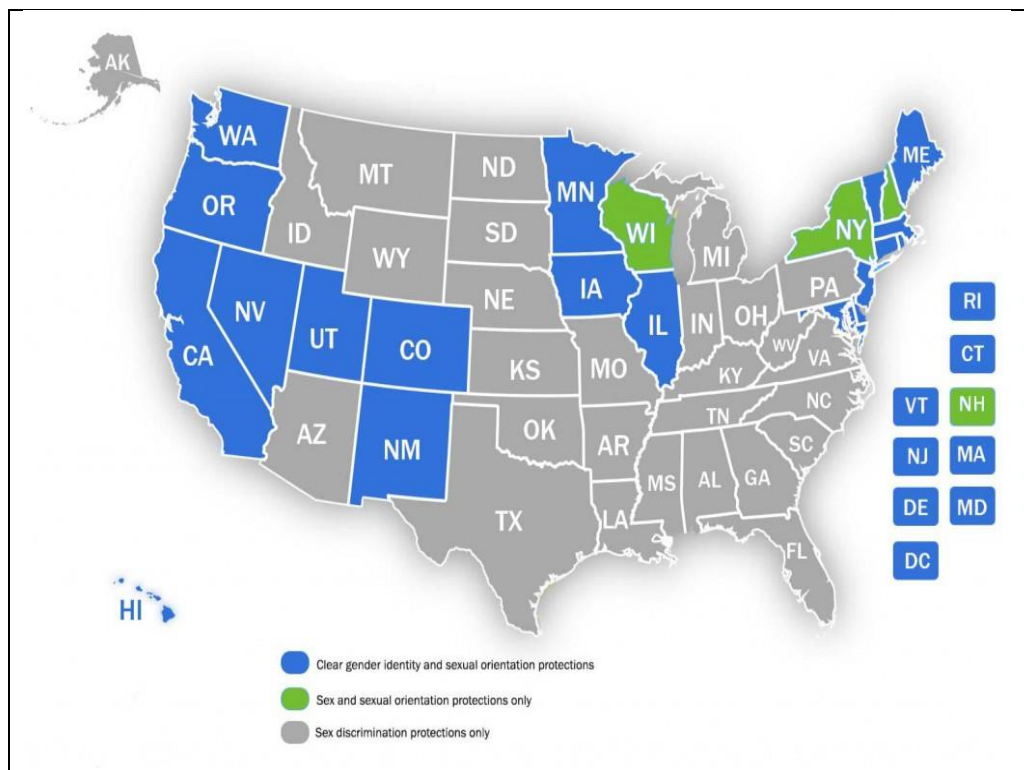 AK
WA
MT
ND
MN
ME
OR
ID
SD
WI
NY
WY
MI
NE
IA
PA
RI
NV
UT
CO
IL
IN
OH
CA
KS
MO
WV
VA
CT
KY
VT
NH
NC
TN
AZ
NM
OK
AR
SC
NJ
MA
MS
AL
GA
TX
LA
DE
MD
FL
DC
HI
Clear gender identity and sexual orientation protections
Sex and sexual orientation protections only
Sex discrimination protections only